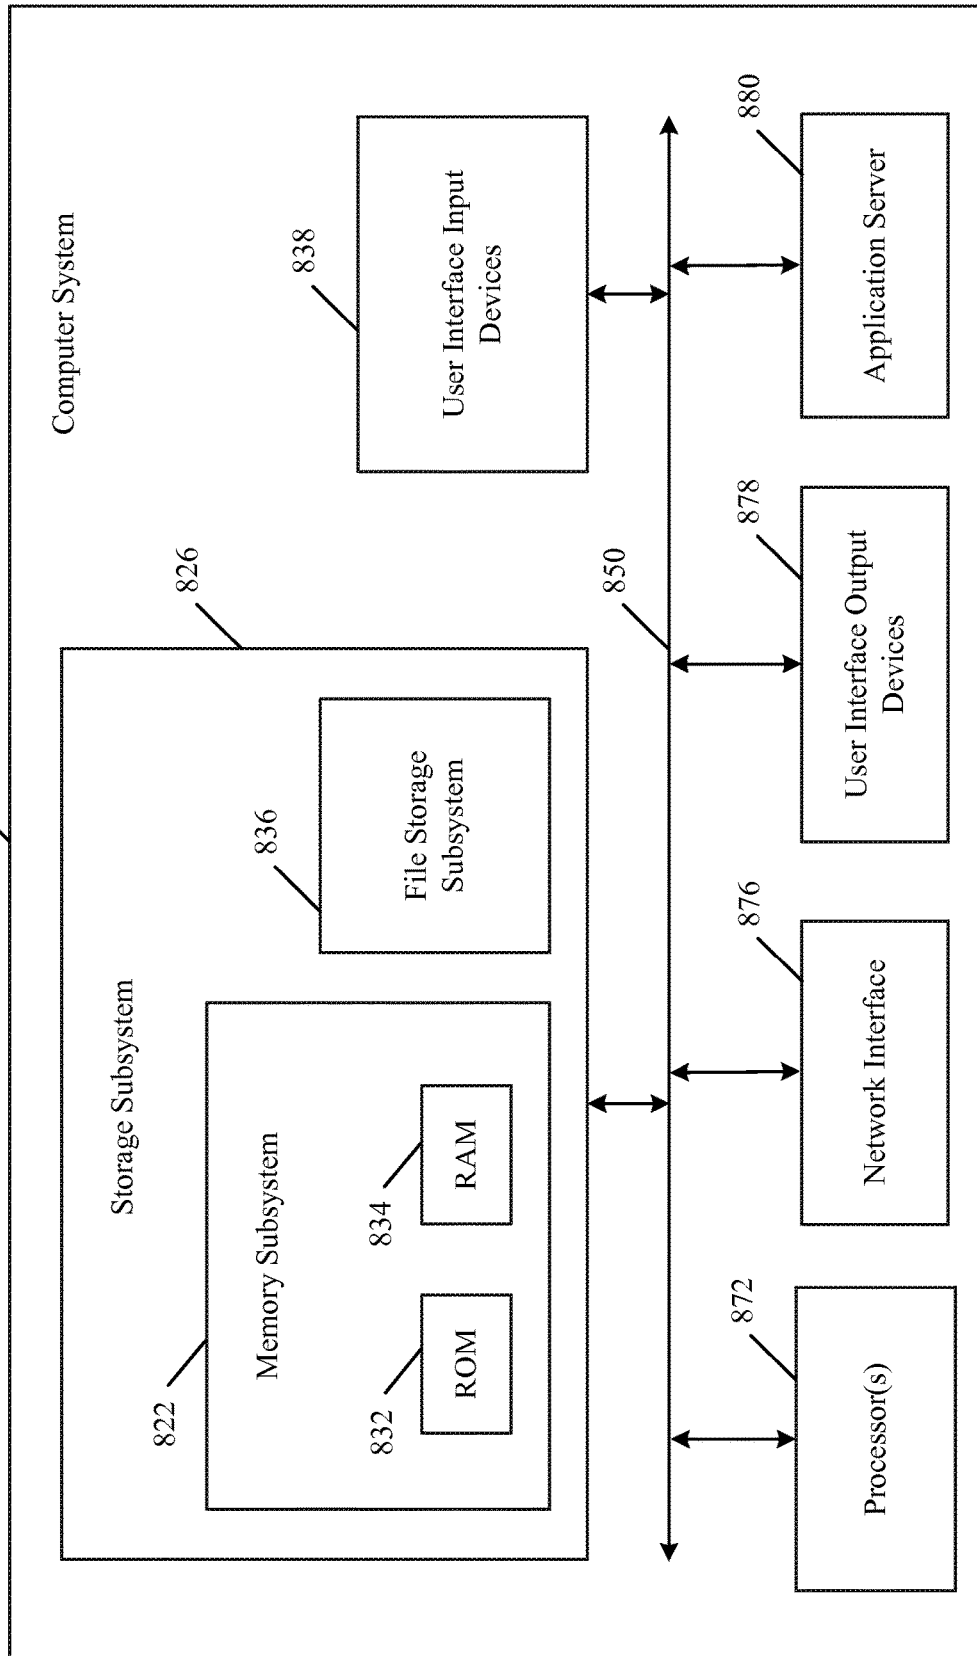 Computer System
Storage Subsystem
826
822
Memory Subsystem
832
ROM
834
RAM
836
File Storage
Subsystem
838
User Interface Input
Devices
850
872
Processor(s)
876
Network Interface
878
User Interface Output
Devices
880
Application Server